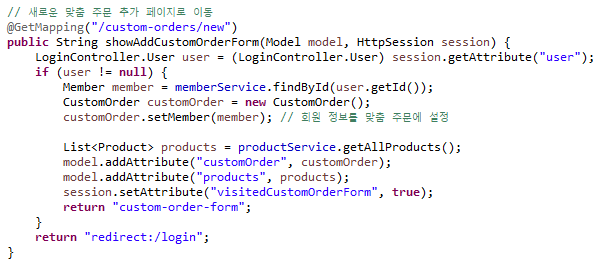 // 새로운 맞춤 주문 추가 페이지로 이동
@GetMapping("/custom-orders/new")
public String showAddCustomOrderForm(Model model, HttpSession session) {
    LoginController.User user = (LoginController.User) session.getAttribute("user");
    if (user != null) {
        Member member = memberService.findById(user.getId());
        CustomOrder customOrder = new CustomOrder();
        customOrder.setMember(member); // 회원 정보를 맞춤 주문에 설정
        List<Product> products = productService.getAllProducts();
        model.addAttribute("customOrder", customOrder);
        model.addAttribute("products", products);
        session.setAttribute("visitedCustomOrderForm", true);
        return "custom-order-form";
    }
    return "redirect:/login";
}